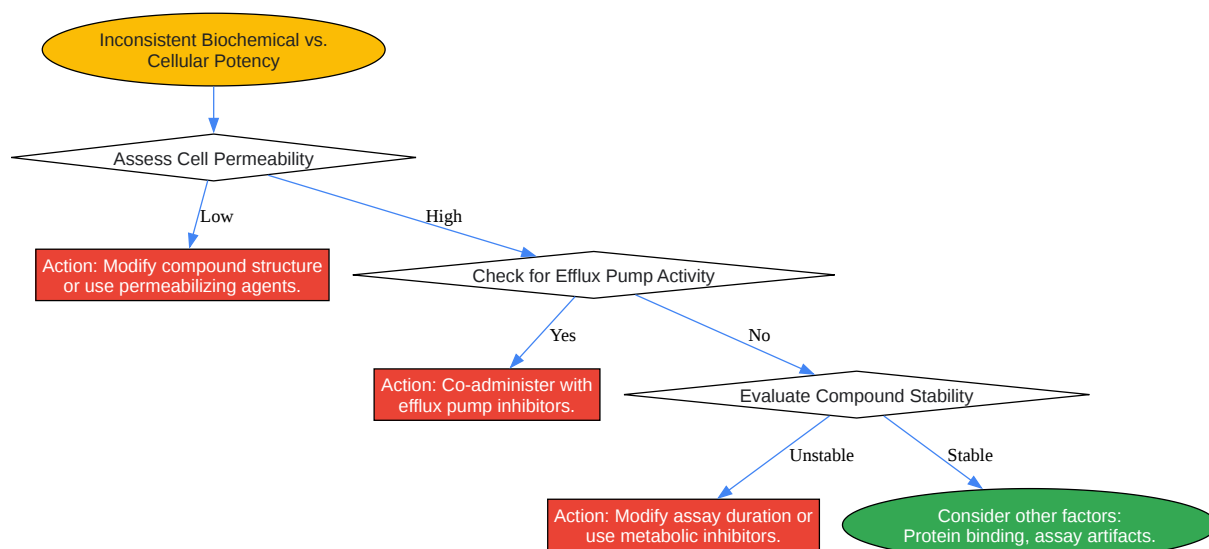 Inconsistent Biochemical vs.
Cellular Potency
Assess Cell Permeability
Low
High
Action: Modify compound structure
or use permeabilizing agents.
Check for Efflux Pump Activity
Yes
No
Action: Co-administer with
efflux pump inhibitors.
Evaluate Compound Stability
Unstable
Stable
Action: Modify assay duration or
use metabolic inhibitors.
Consider other factors:
Protein binding, assay artifacts.